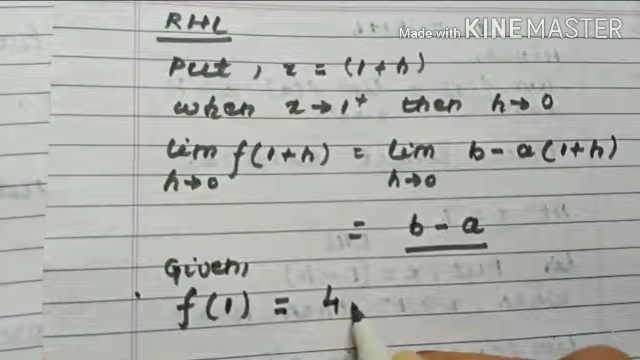 Made with KINEMASTER
RHL
Put, x = (1+h)
when x → 1⁺ then h → 0
lim f(1+h) = lim b - a(1+h)
h→0 h→0
= b - a
Given,
f(1) = 4